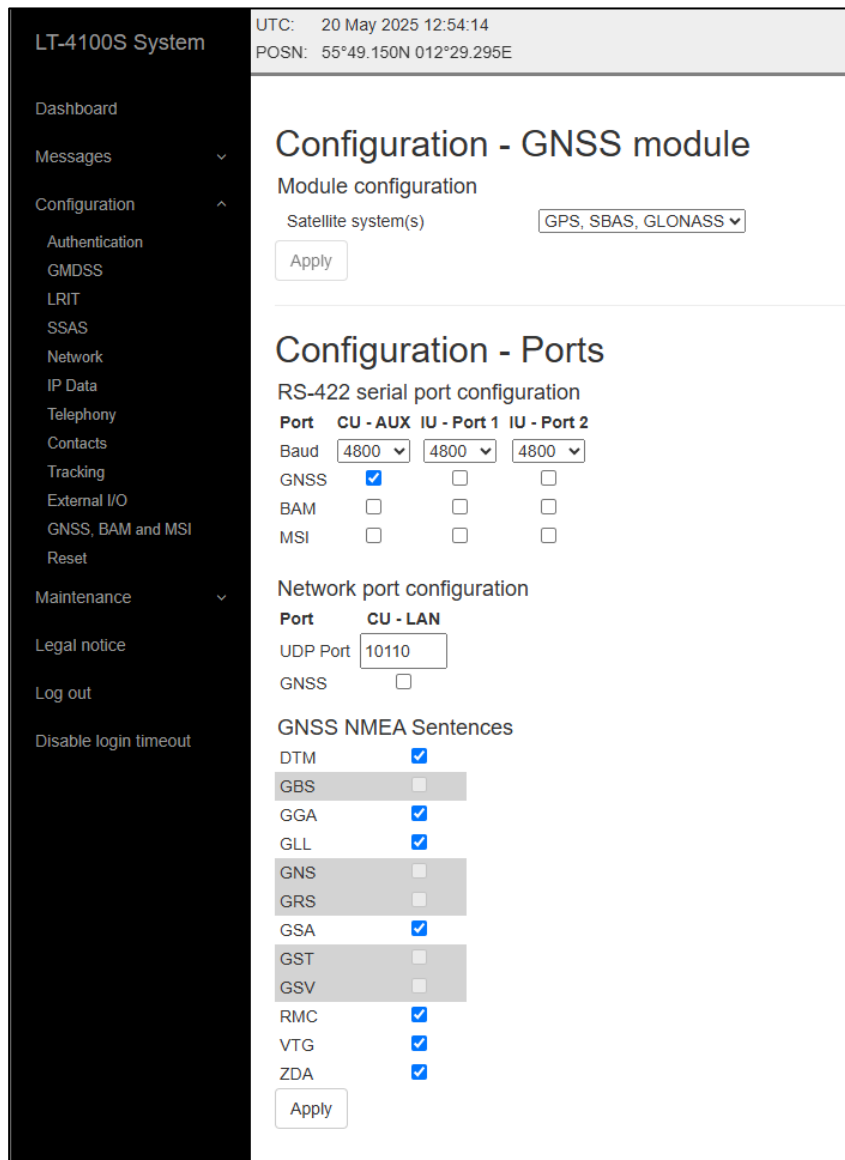 LT-4100S System
UTC: 20 May 2025 12:54:14
POSN: 55°49.150N 012°29.295E
Dashboard
Messages
Configuration
Authentication
GMDSS
LRIT
SSAS
Network
IP Data
Telephony
Contacts
Tracking
External I/O
GNSS, BAM and MSI
Reset
Maintenance
Legal notice
Log out
Disable login timeout
Configuration - GNSS module
Module configuration
Satellite system(s) GPS, SBAS, GLONASS
Apply
Configuration - Ports
RS-422 serial port configuration
Port CU - AUX IU - Port 1 IU - Port 2
Baud 4800 4800 4800
GNSS
BAM
MSI
Network port configuration
Port CU - LAN
UDP Port 10110
GNSS
GNSS NMEA Sentences
DTM
GBS
GGA
GLL
GNS
GRS
GSA
GST
GSV
RMC
VTG
ZDA
Apply